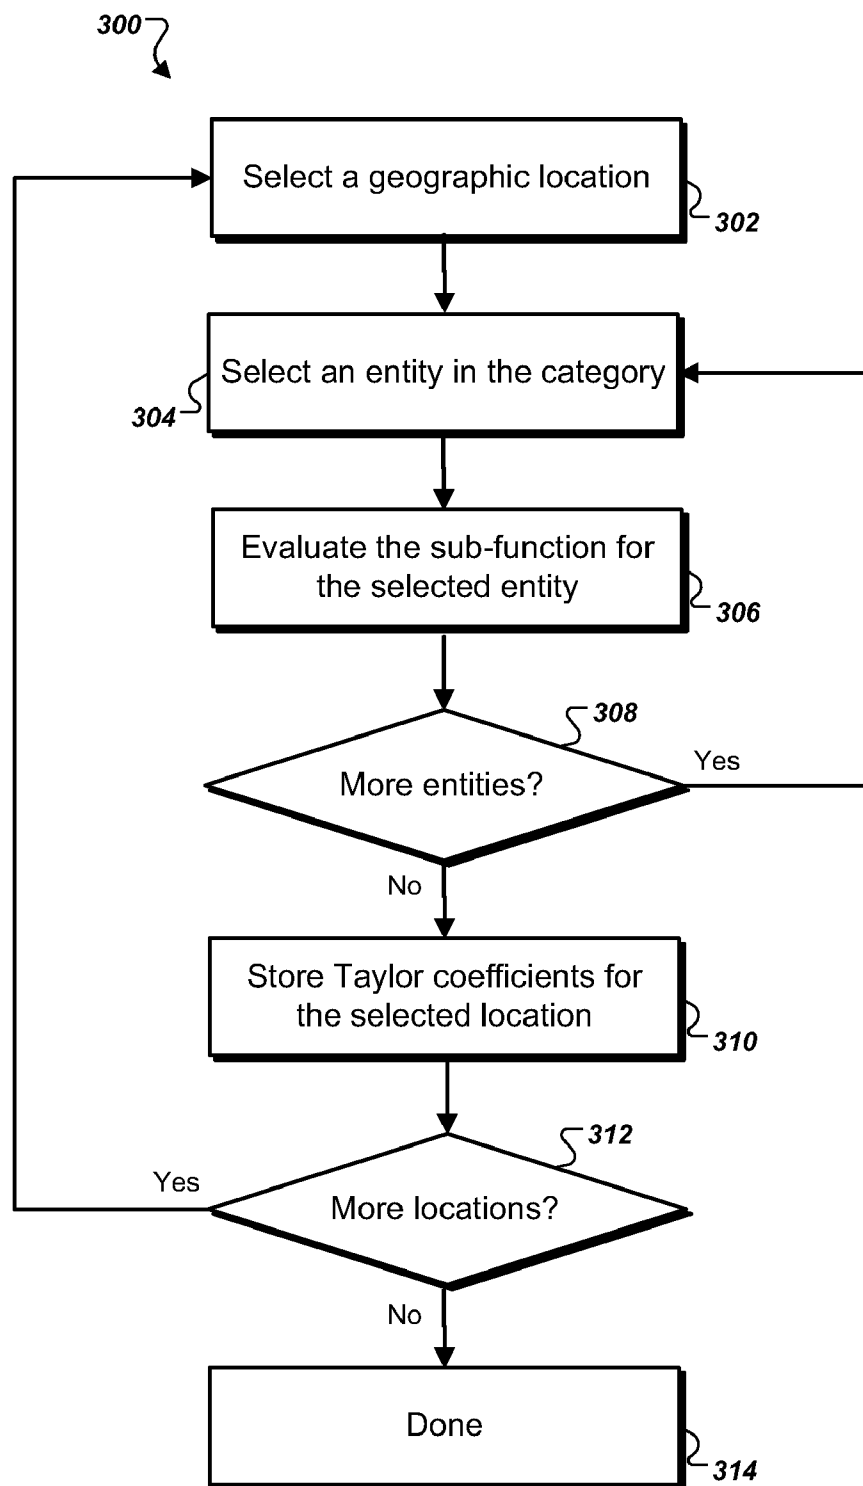 300
Select a geographic location
302
Select an entity in the category
304
Evaluate the sub-function for
the selected entity
306
308
More entities?
Yes
No
Store Taylor coefficients for
the selected location
310
312
Yes
More locations?
No
Done
314